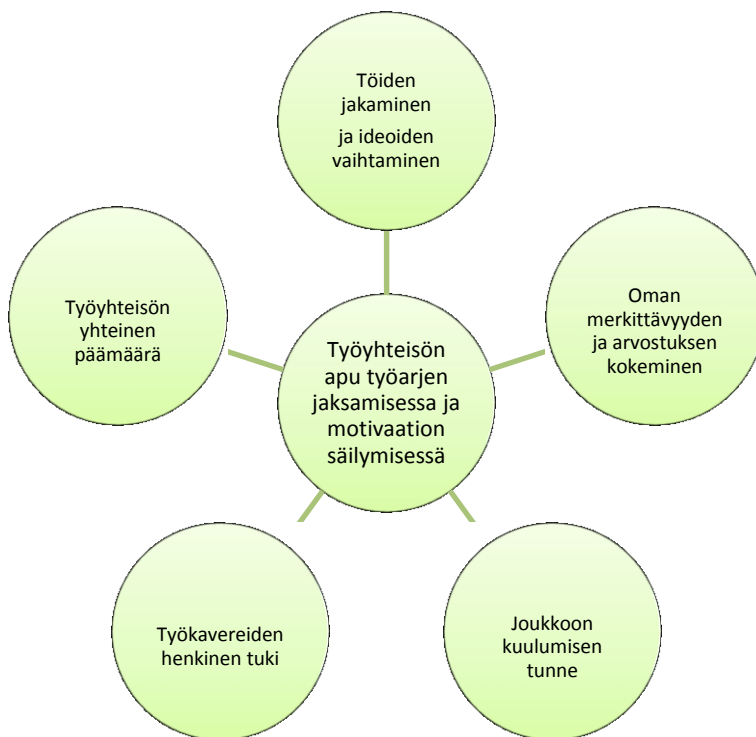 Töiden
jakaminen
ja ideoiden
vaihtaminen
Oman
merkittävyyden
ja arvostuksen
kokeminen
Joukkoon
kuulumisen
tunne
Työkavereiden
henkinen tuki
Työyhteisön
yhteinen
päämäärä
Työyhteisön
apu työarjen
jaksamisessa ja
motivaation
säilymisessä